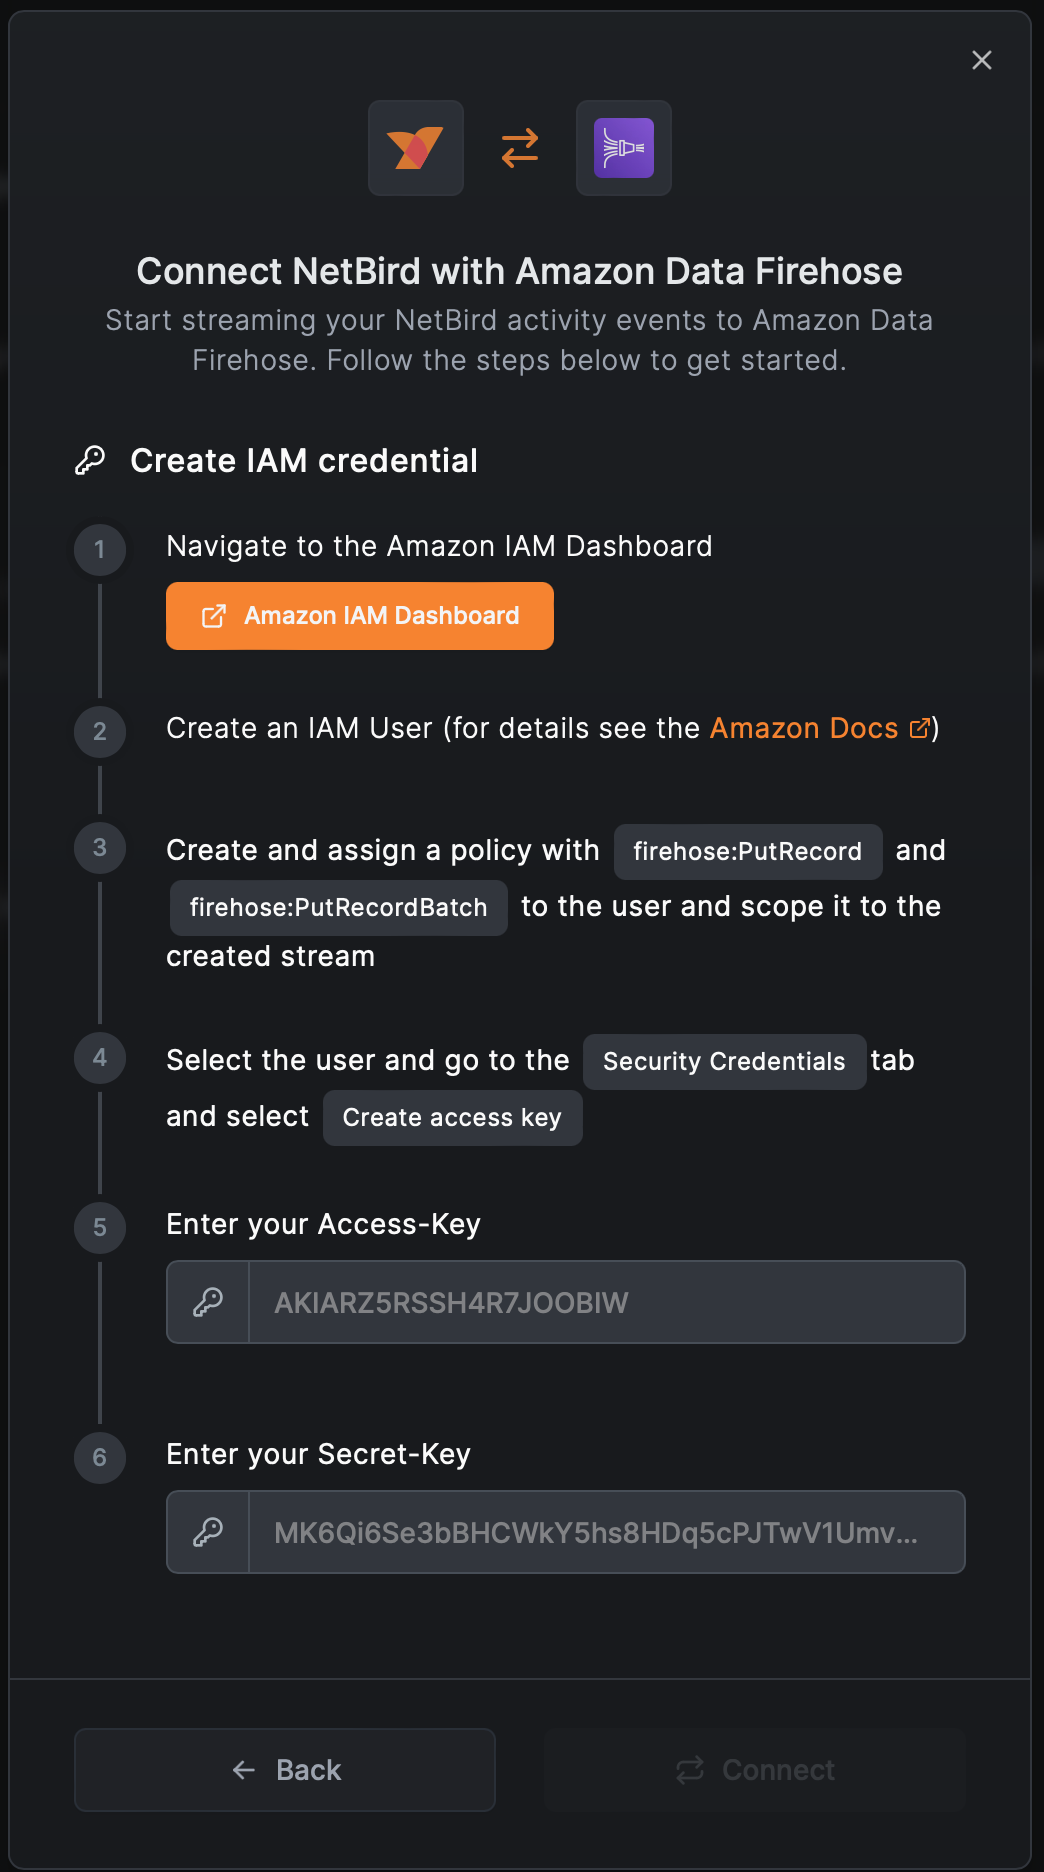 Connect NetBird with Amazon Data Firehose
Start streaming your NetBird activity events to Amazon Data
Firehose. Follow the steps below to get started.
Create IAM credential
1
Navigate to the Amazon IAM Dashboard
Amazon IAM Dashboard
2
Create an IAM User (for details see the Amazon Docs)
3
Create and assign a policy with firehose:PutRecord and
firehose:PutRecordBatch to the user and scope it to the
created stream
4
Select the user and go to the Security Credentials tab
and select Create access key
5
Enter your Access-Key
AKIARZ5RSSH4R7JOOBIW
6
Enter your Secret-Key
MK6Qi6Se3bBHCWkY5hs8HDq5cPJTwV1Umv...
Back
Connect